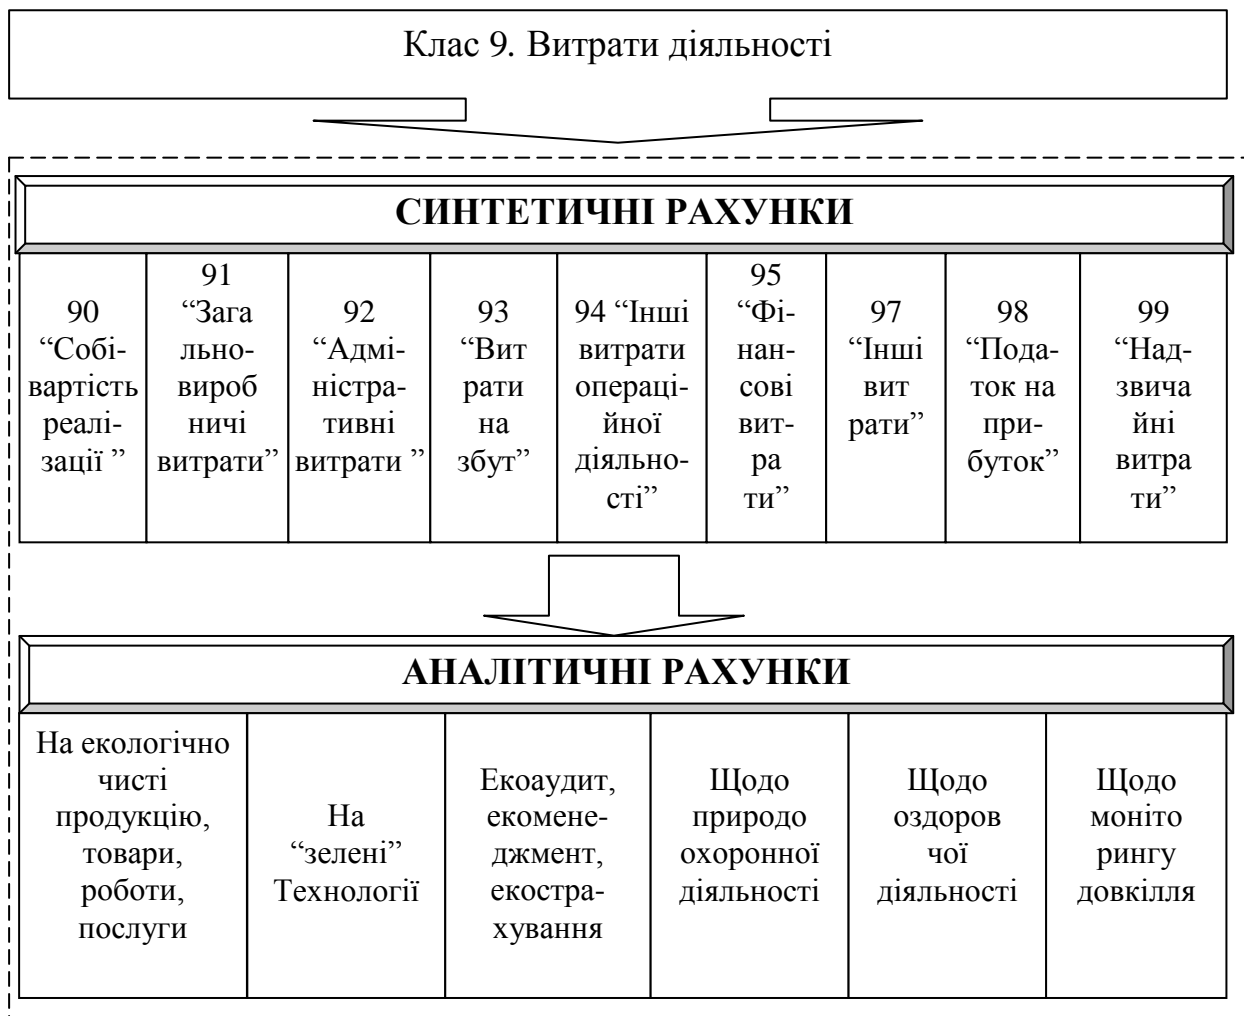 Клас 9. Витрати діяльності
СИНТЕТИЧНІ РАХУНКИ
90
“Собі-
вартість
реалі-
зації ”
91
“Зага
льно-
вироб
ничі
витрати”
92
“Адмі-
ністра-
тивні
витрати ”
93
“Вит
рати
на
збут”
94 “Інші
витрати
операці-
йної
діяльно-
сті”
95
“Фі-
нан-
сові
вит-
ра
ти”
97
“Інші
вит
рати”
98
“Пода-
ток на
при-
буток”
99
“Над-
звича
йні
витра
ти”
АНАЛІТИЧНІ РАХУНКИ
На екологічно
чисті
продукцію,
товари,
роботи,
послуги
На
“зелені”
Технології
Екоаудит,
екомене-
джмент,
екостра-
хування
Щодо
природо
охоронної
діяльності
Щодо
оздоров
чої
діяльності
Щодо
моніто
рингу
довкілля